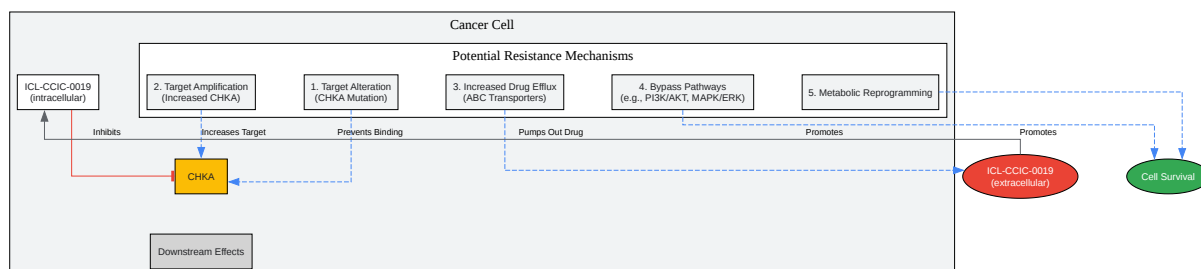 Cancer Cell
Potential Resistance Mechanisms
ICL-CCIC-0019
(intracellular)
2. Target Amplification
(Increased CHKA)
1. Target Alteration
(CHKA Mutation)
3. Increased Drug Efflux
(ABC Transporters)
4. Bypass Pathways
(e.g., PI3K/AKT, MAPK/ERK)
5. Metabolic Reprogramming
Inhibits
Increases Target
Prevents Binding
Pumps Out Drug
Promotes
Promotes
CHKA
ICL-CCIC-0019
(extracellular)
Cell Survival
Downstream Effects